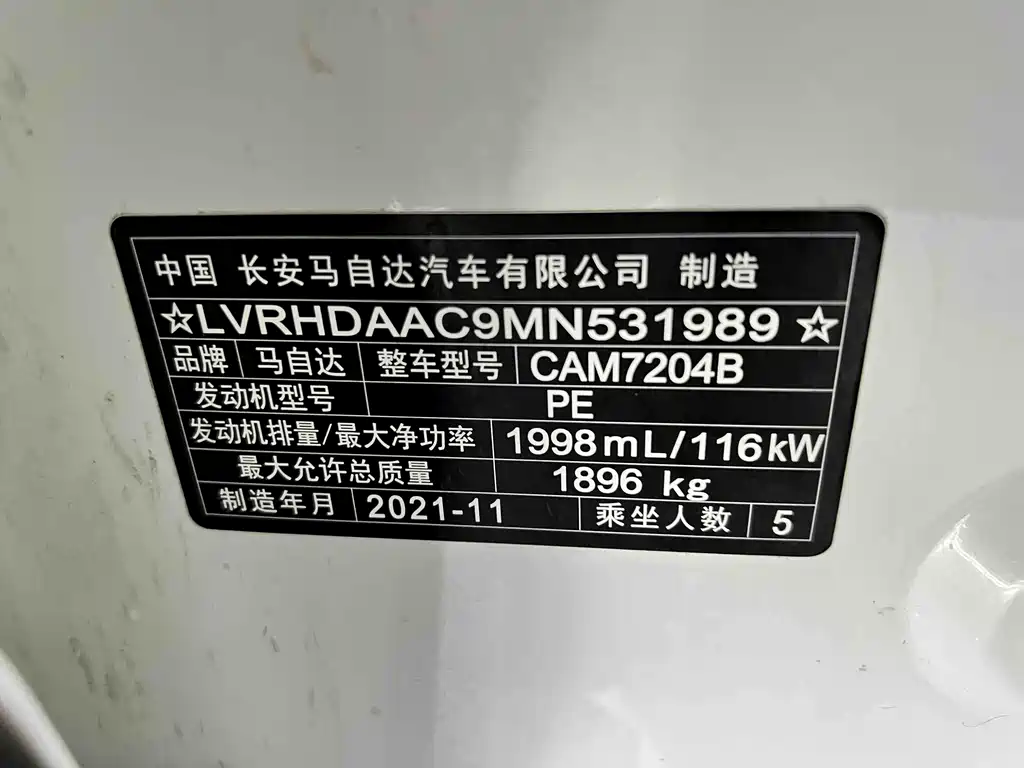 中国 长安马自达汽车有限公司 制造
☆LVRHDAAC9MN531989☆
品牌 马自达 整车型号 CAM7204B
发动机型号 PE
发动机排量/最大净功率 1998mL/116kW
最大允许总质量 1896 kg
制造年月 2021-11 乘坐人数 5